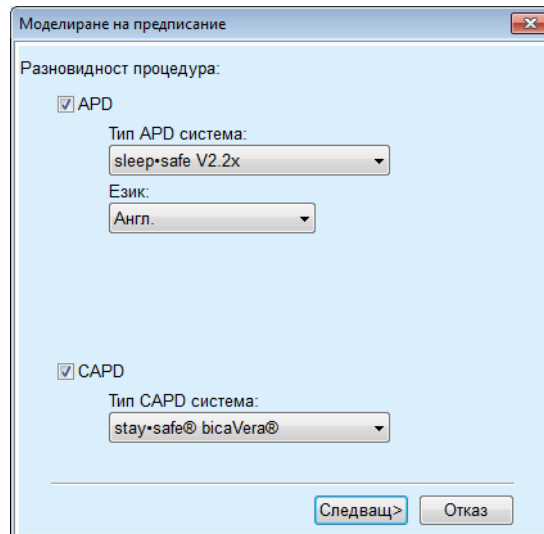 Моделиране на предписание
Разновидност процедура:
APD
Тип APD система:
sleep•safe V2.2x
Език:
Англ.
CAPD
Тип CAPD система:
stay•safe® bicaVera®
Следващ> Отказ